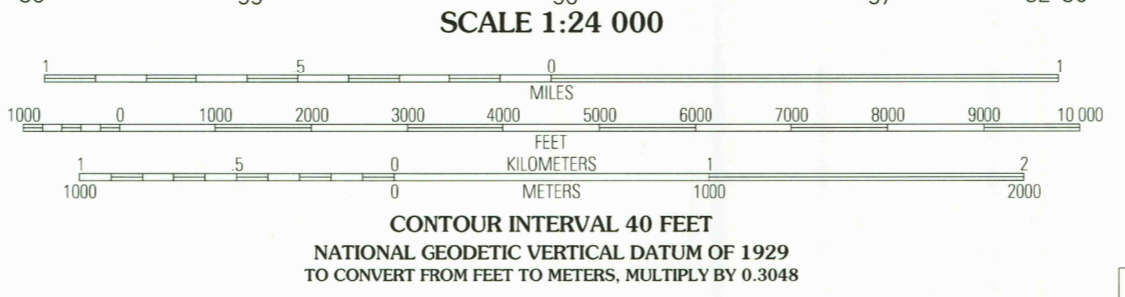 SCALE 1:24 000
1 .5 0 1
MILES
1000 0 1000 2000 3000 4000 5000 6000 7000 8000 9000 10 000
FEET
1 .5 0 KILOMETERS 1 2
1000 0 METERS 1000 2000
CONTOUR INTERVAL 40 FEET
NATIONAL GEODETIC VERTICAL DATUM OF 1929
TO CONVERT FROM FEET TO METERS, MULTIPLY BY 0.3048